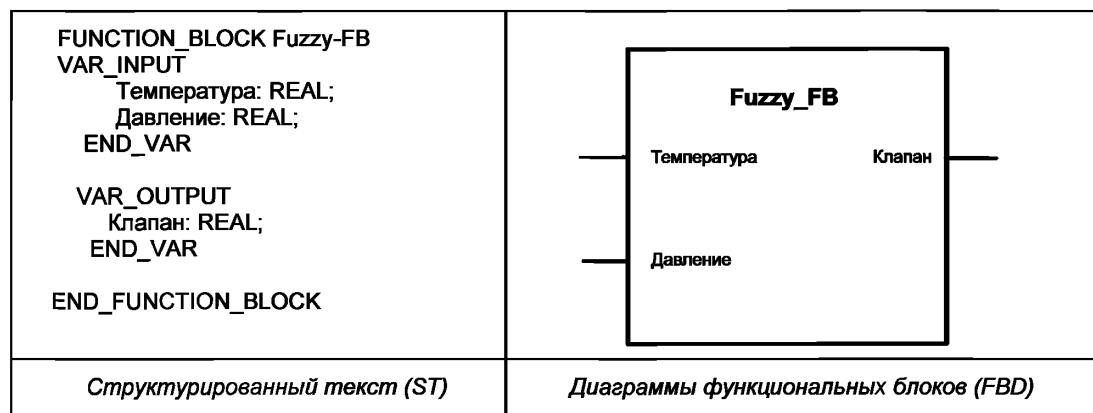 FUNCTION_BLOCK Fuzzy-FB
VAR_INPUT
Температура: REAL;
Давление: REAL;
END_VAR
VAR_OUTPUT
Клапан: REAL;
END_VAR
END_FUNCTION_BLOCK
Fuzzy_FB
Температура Клапан
Давление
Структурированный текст (ST)
Диаграммы функциональных блоков (FBD)